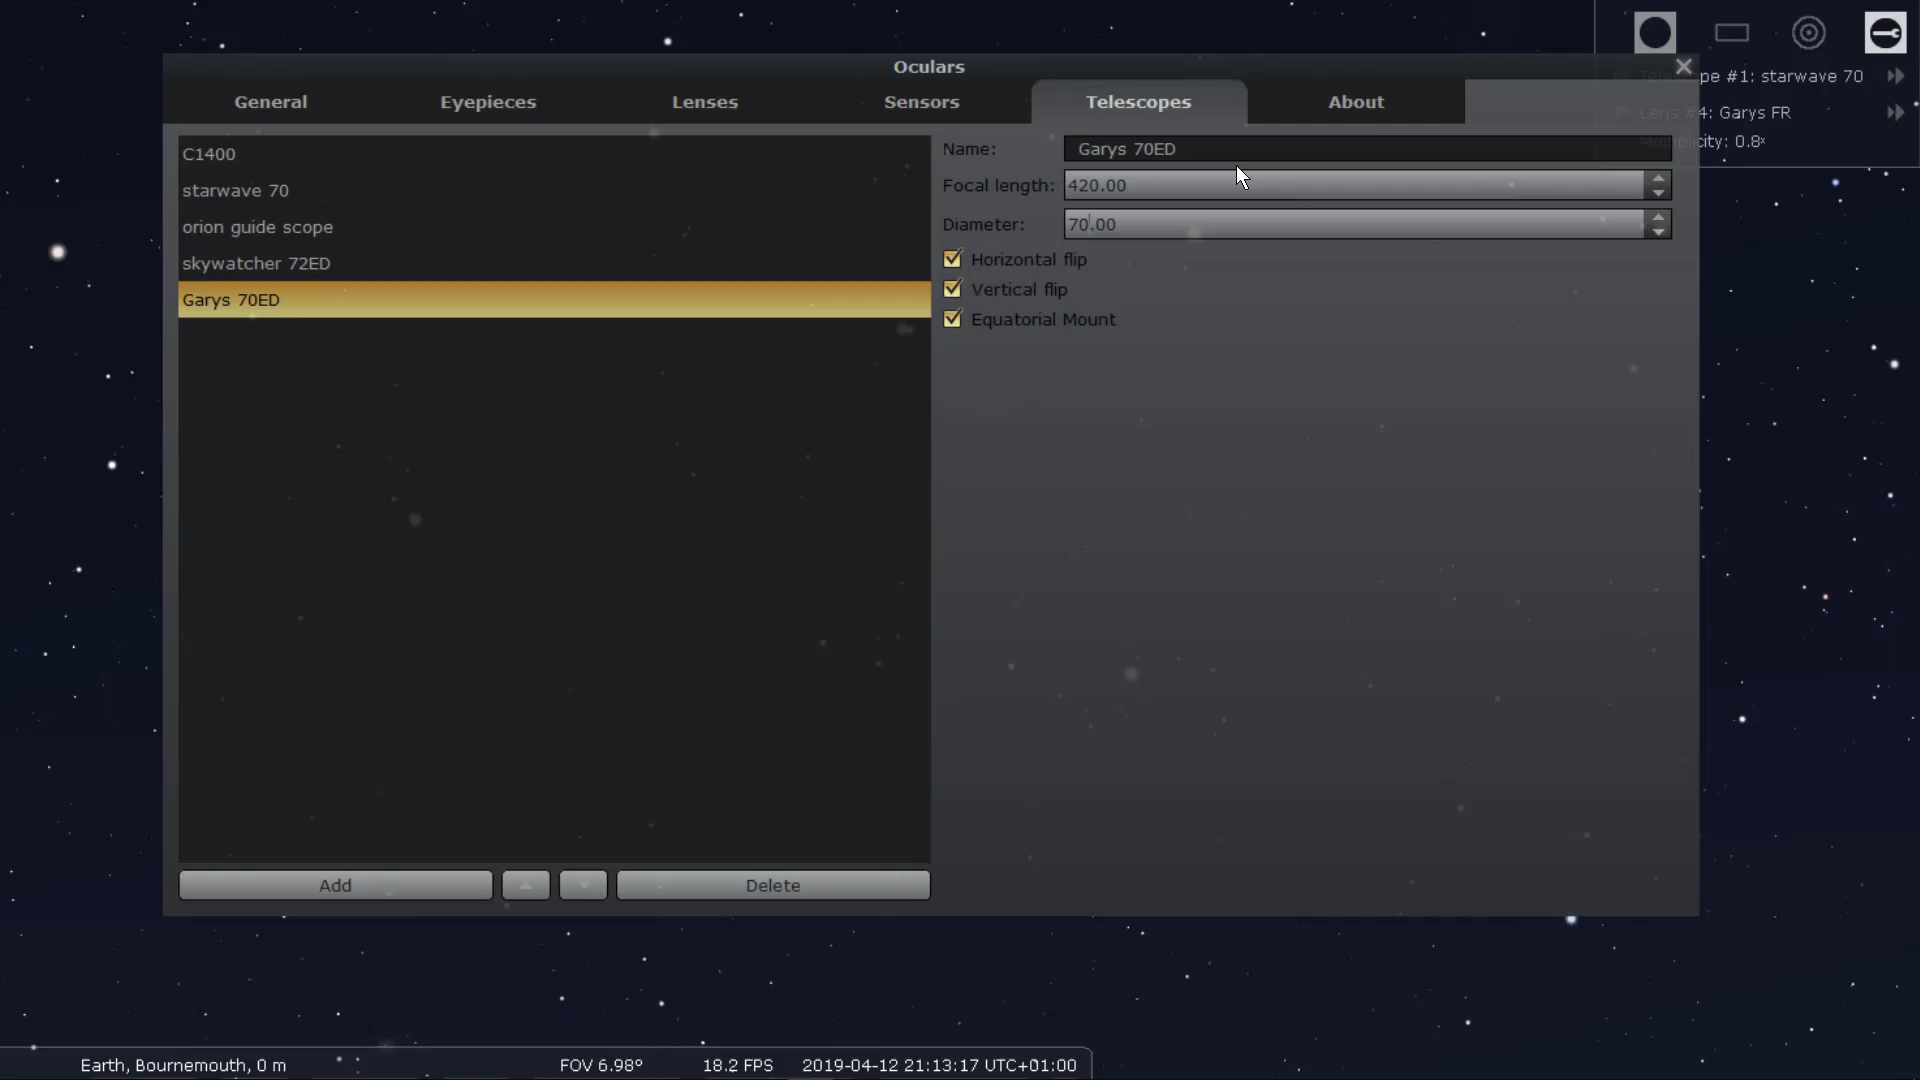 Oculars
General
Eyepieces
Lenses
Sensors
Telescopes
About
pe #1: starwave 70
Lens #4: Garys FR
Multiplicity: 0.8ˣ
C1400
starwave 70
orion guide scope
skywatcher 72ED
Garys 70ED
Name: Garys 70ED
Focal length: 420.00
Diameter: 70.00
Horizontal flip
Vertical flip
Equatorial Mount
Add
Delete
Earth, Bournemouth, 0 m
FOV 6.98°
18.2 FPS
2019-04-12 21:13:17 UTC+01:00